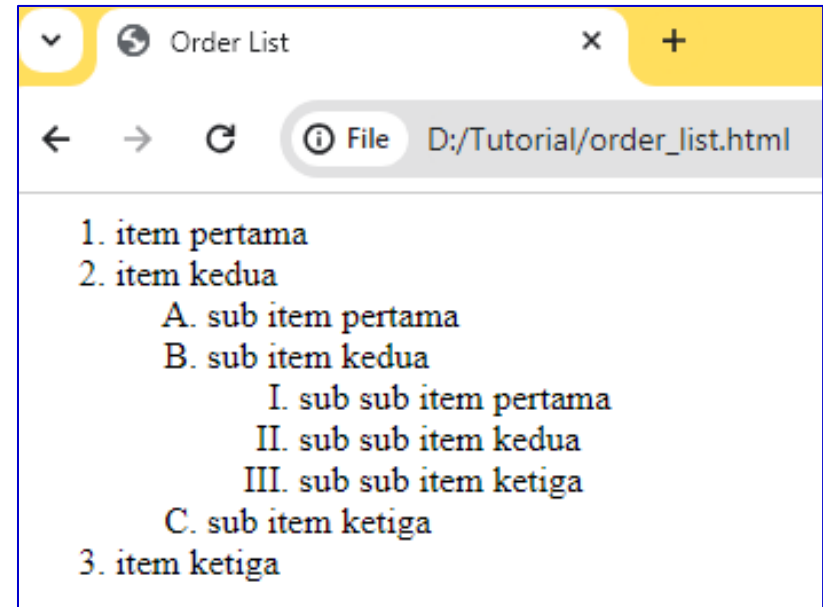 Order List
File D:/Tutorial/order_list.html
1. item pertama
2. item kedua
A. sub item pertama
B. sub item kedua
I. sub sub item pertama
II. sub sub item kedua
III. sub sub item ketiga
C. sub item ketiga
3. item ketiga